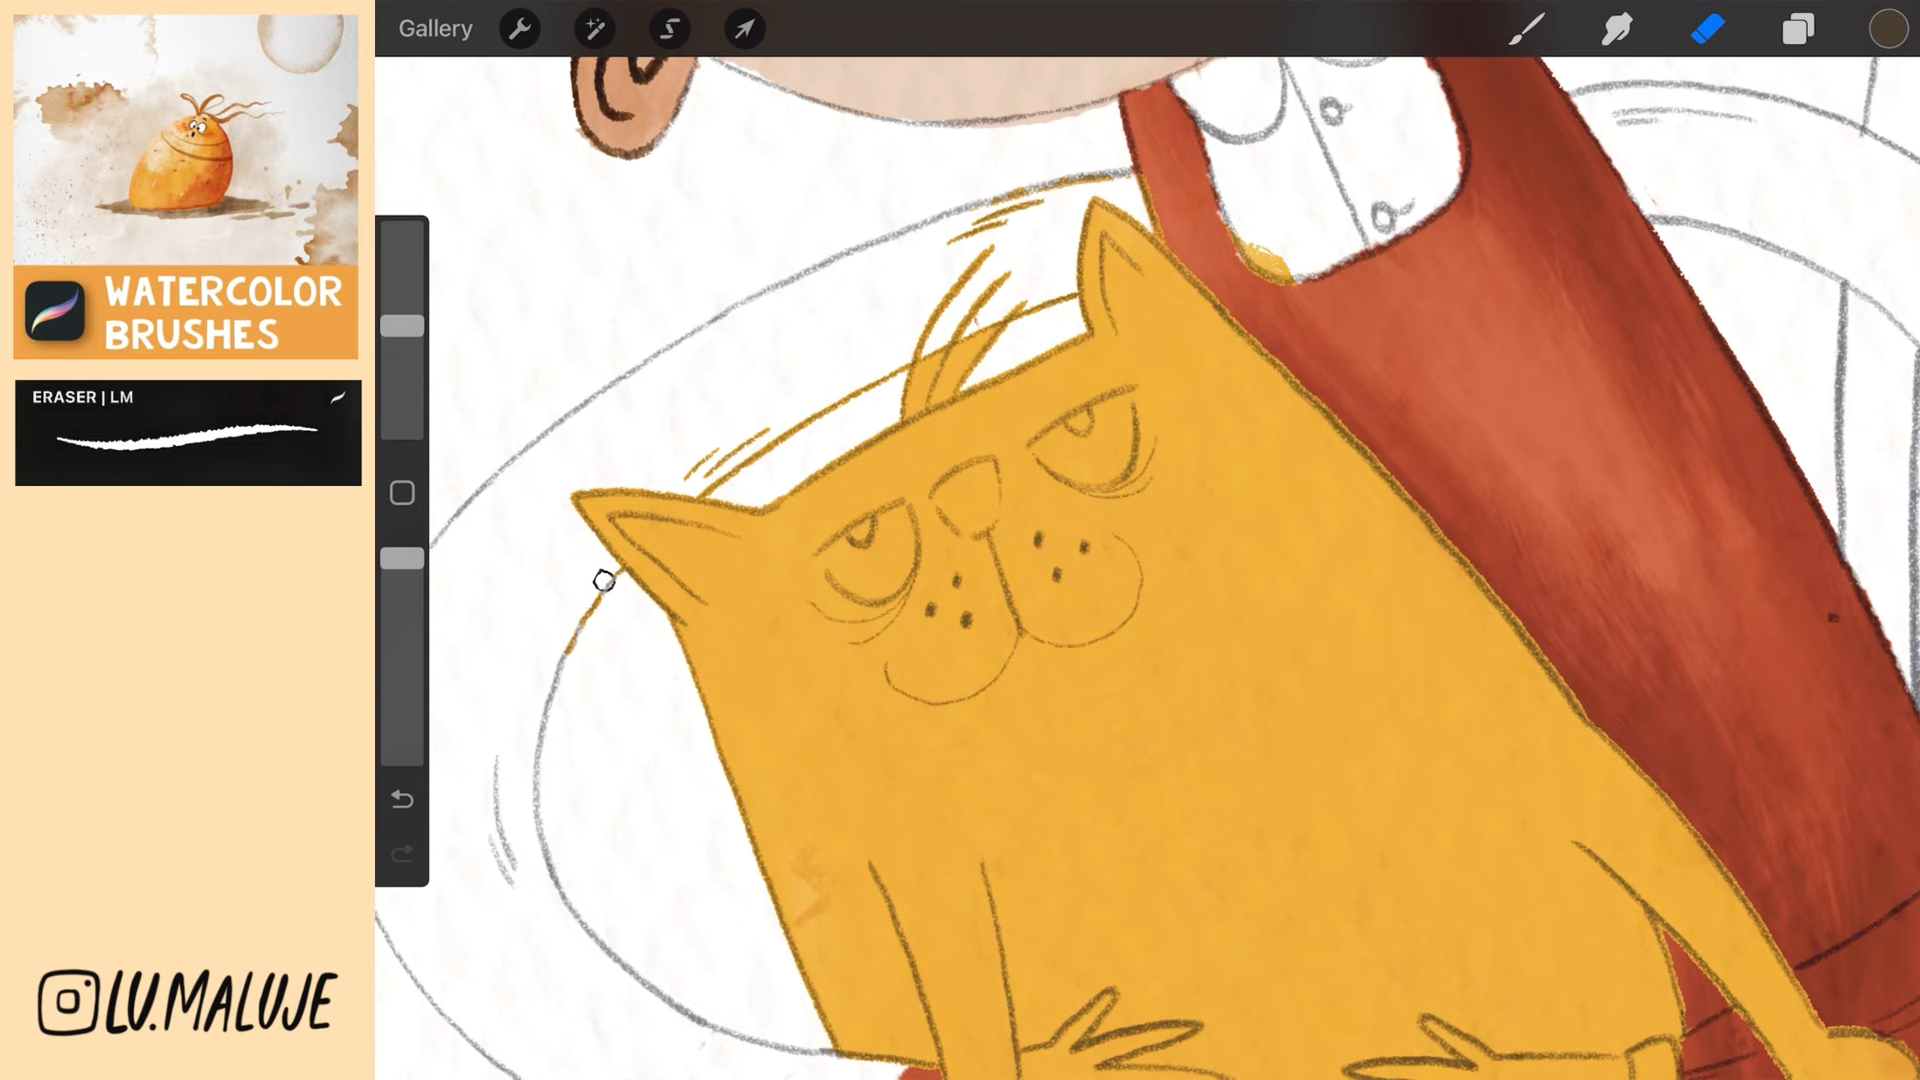 Gallery
WATERCOLOR
BRUSHES
ERASER | LM
LU.MALUJE